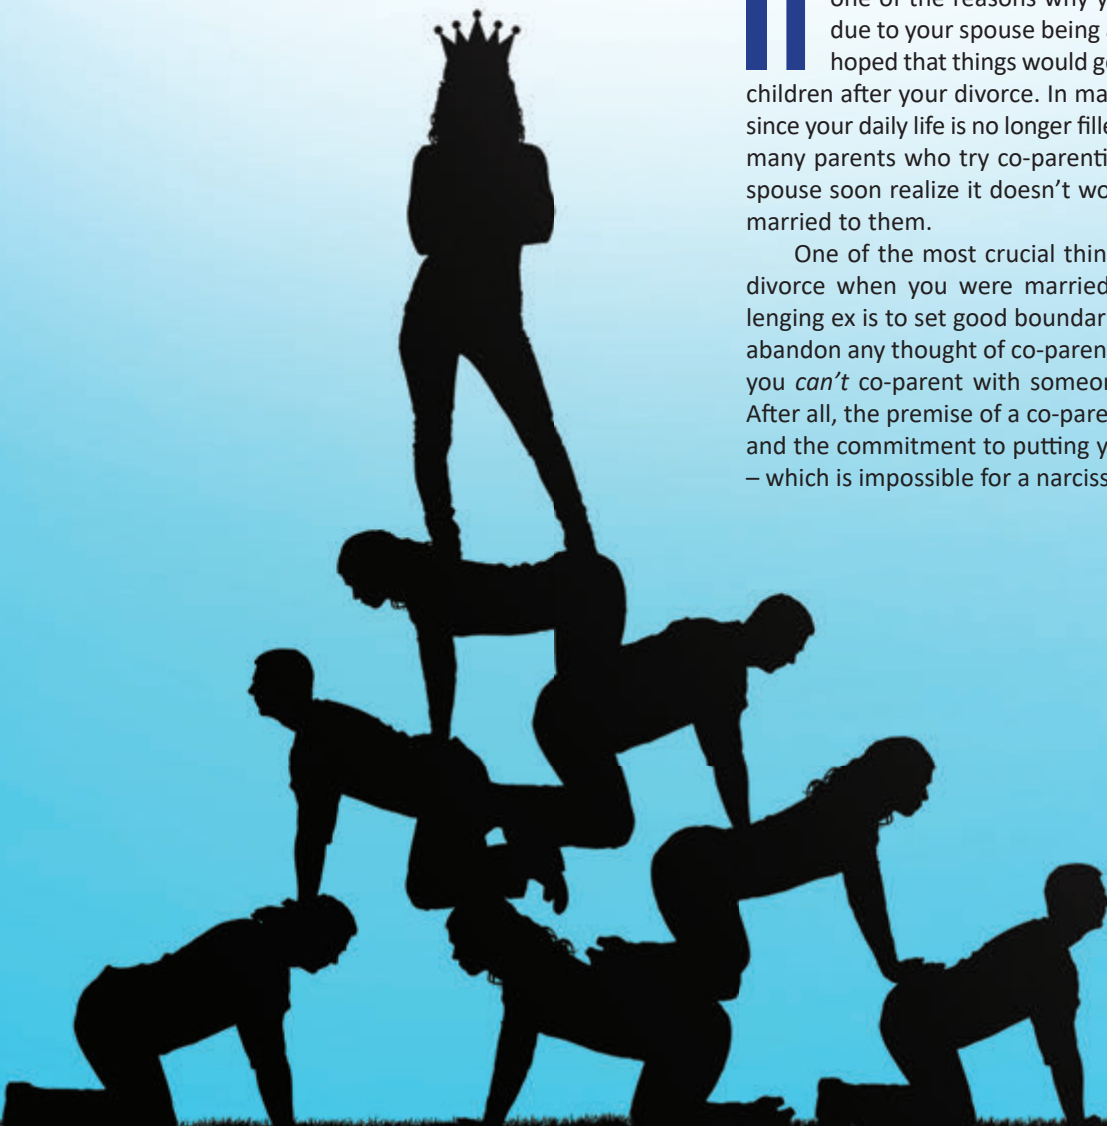 one of the reasons why y
due to your spouse being
hoped that things would g
children after your divorce. In ma
since your daily life is no longer fille
many parents who try co-parenti
spouse soon realize it doesn't wo
married to them.
One of the most crucial thin
divorce when you were married
lenging ex is to set good boundar
abandon any thought of co-paren
you can't co-parent with someor
After all, the premise of a co-pare
and the commitment to putting y
– which is impossible for a narciss